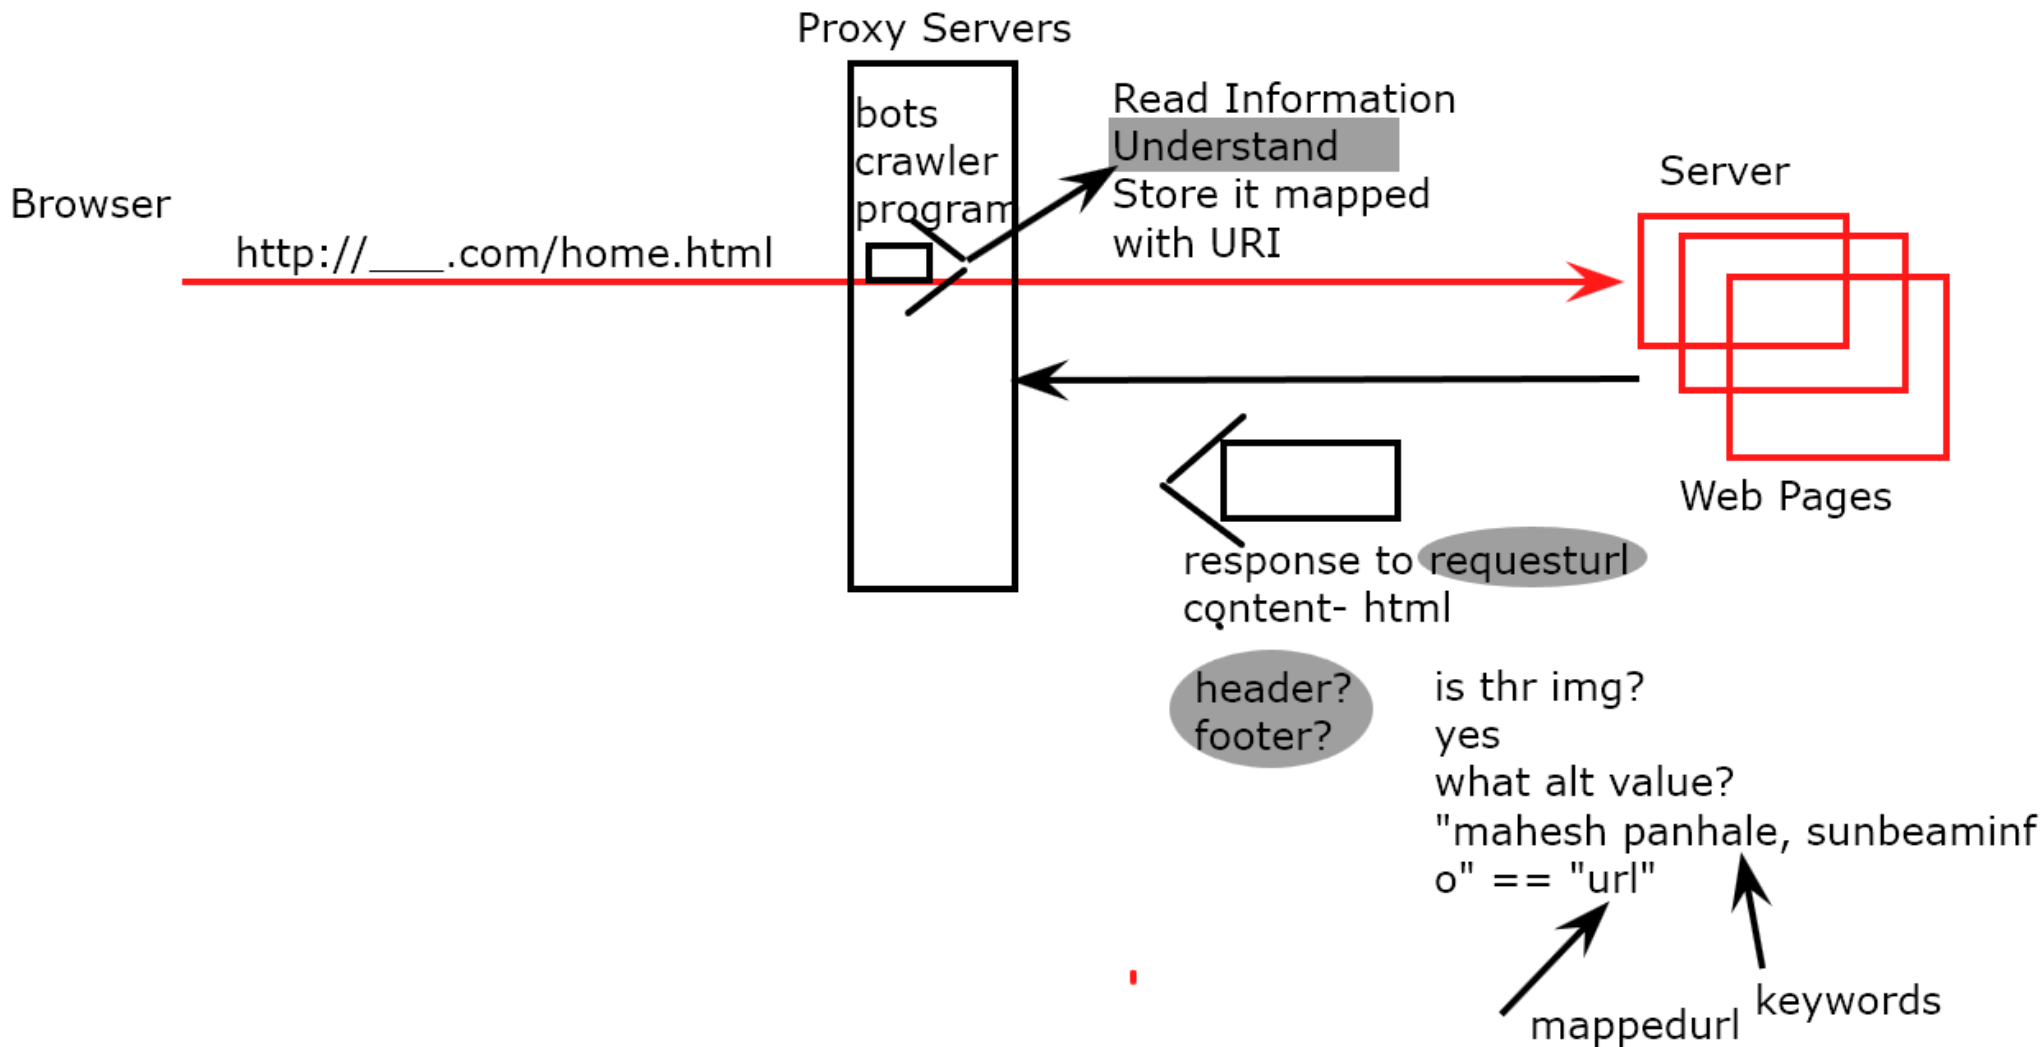 Proxy Servers
bots
crawler
program
Read Information
Understand
Store it mapped
with URI
Server
Browser
http://___.com/home.html
Web Pages
response to requesturl
content- html
header?
footer?
is thr img?
yes
what alt value?
"mahesh panhale, sunbeaminf
o" == "url"
keywords
mappedurl